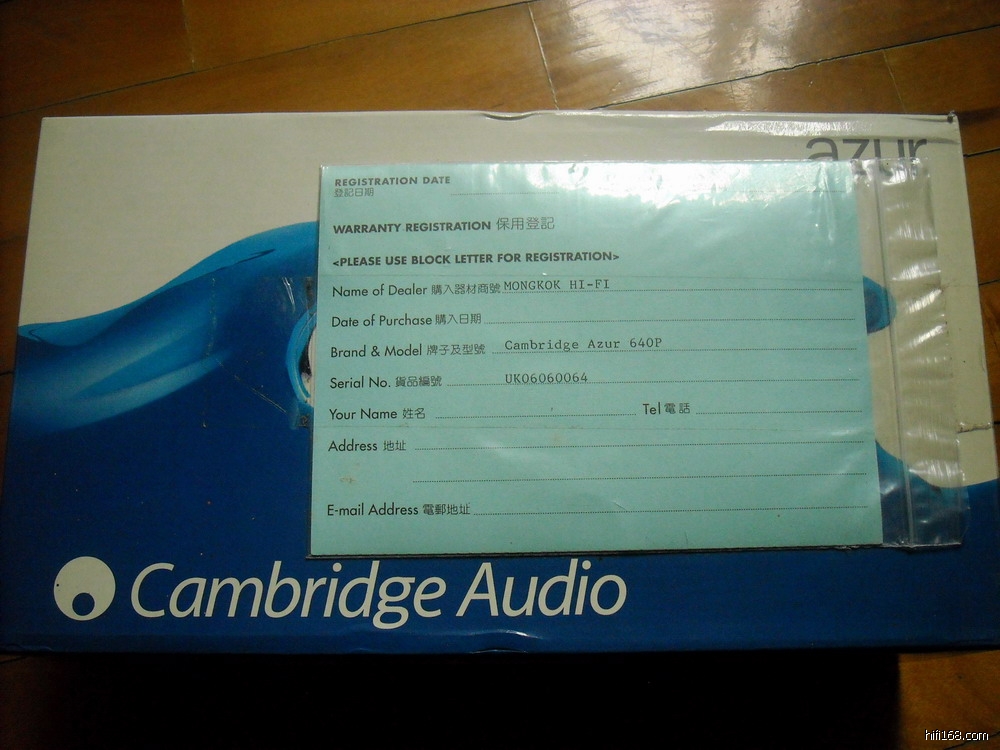 azur
REGISTRATION DATE
登記日期
WARRANTY REGISTRATION 保用登記
<PLEASE USE BLOCK LETTER FOR REGISTRATION>
Name of Dealer 購入器材商號 MONGKOK HI-FI
Date of Purchase 購入日期
Brand & Model 牌子及型號 Cambridge Azur 640P
Serial No. 貨品編號 UK06060064
Your Name 姓名 Tel 電話
Address 地址
E-mail Address 電郵地址
Cambridge Audio
hifi168.com